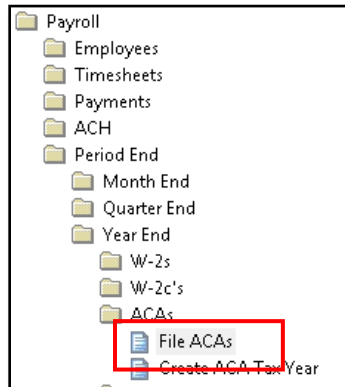 Payroll
Employees
Timesheets
Payments
ACH
Period End
Month End
Quarter End
Year End
W-2s
W-2c's
ACAs
File ACAs
Create ACA Tax Year